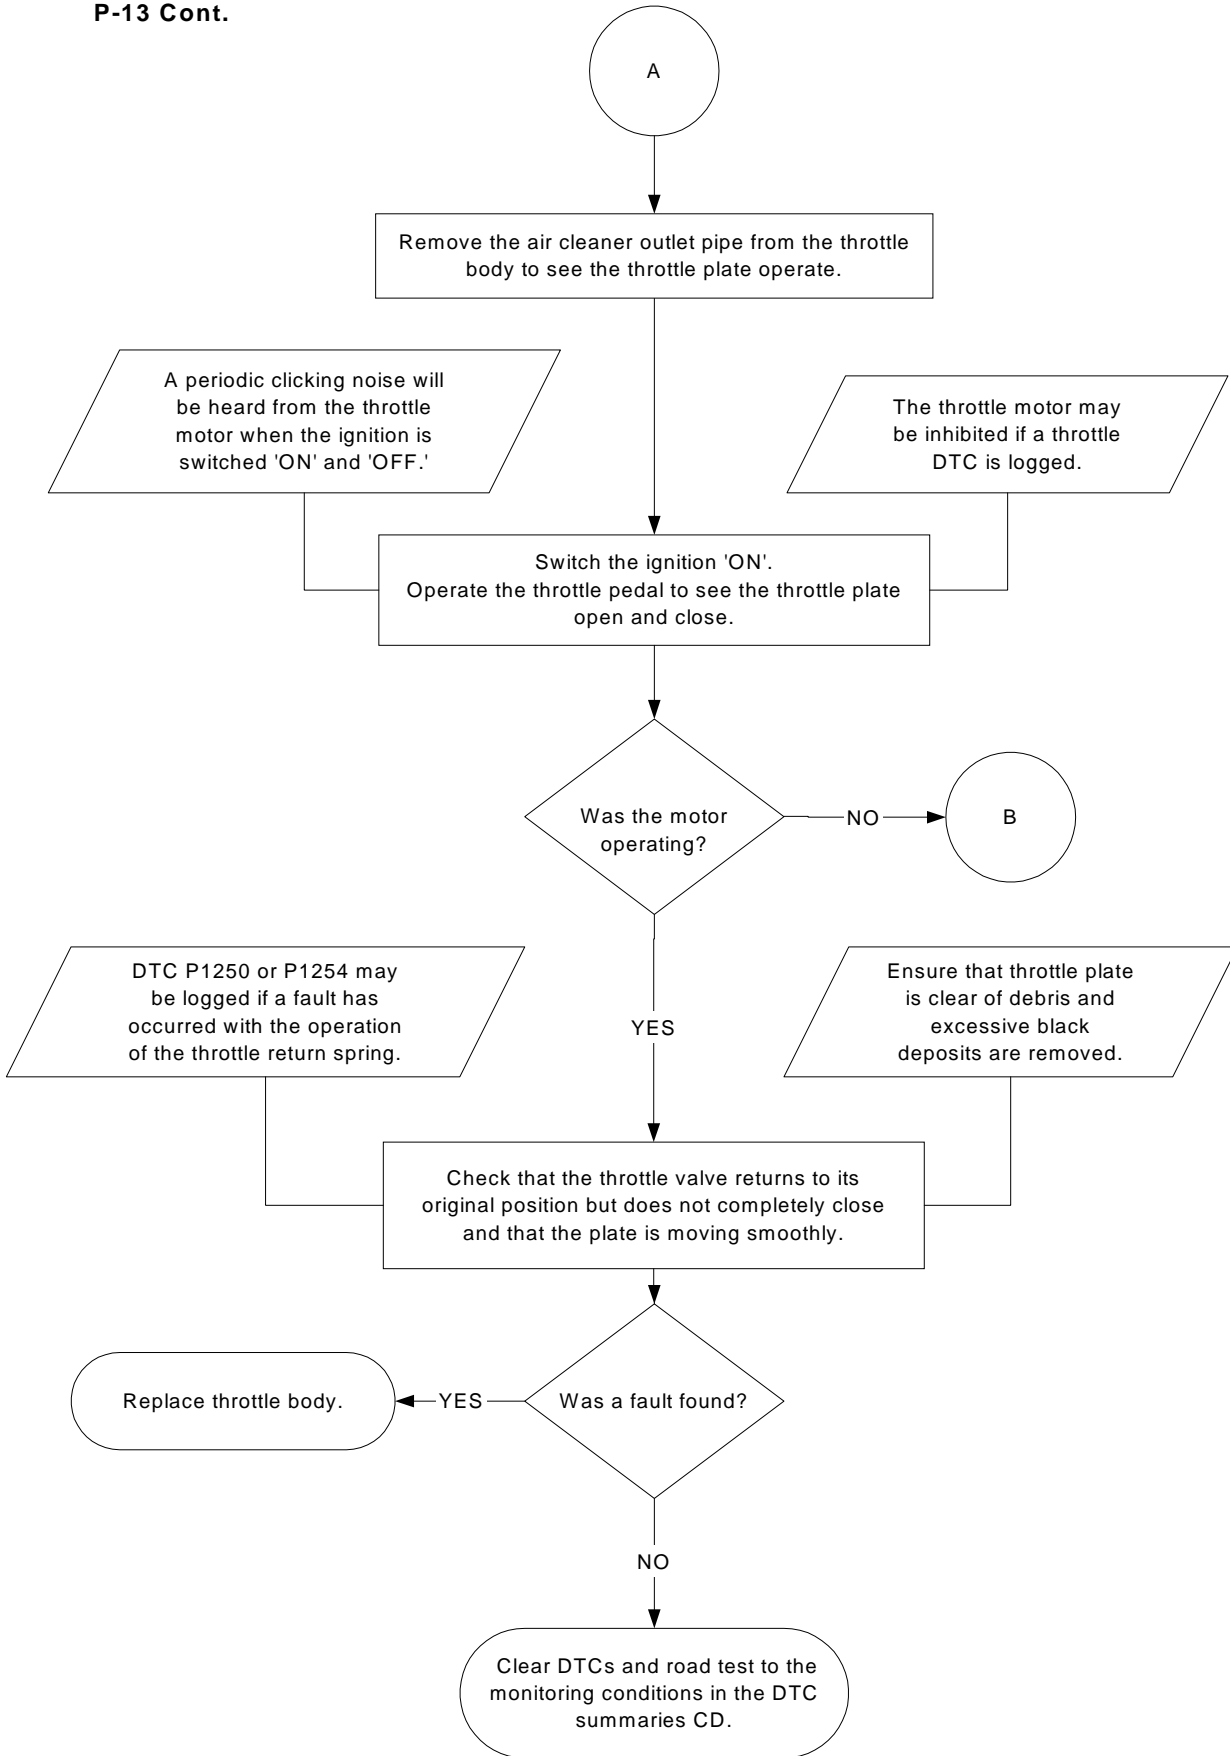 P-13 Cont.
A
Remove the air cleaner outlet pipe from the throttle
body to see the throttle plate operate.
A periodic clicking noise will
be heard from the throttle
motor when the ignition is
switched 'ON' and 'OFF.'
The throttle motor may
be inhibited if a throttle
DTC is logged.
Switch the ignition 'ON'.
Operate the throttle pedal to see the throttle plate
open and close.
Was the motor
operating?
NO
B
YES
DTC P1250 or P1254 may
be logged if a fault has
occurred with the operation
of the throttle return spring.
Ensure that throttle plate
is clear of debris and
excessive black
deposits are removed.
Check that the throttle valve returns to its
original position but does not completely close
and that the plate is moving smoothly.
Was a fault found?
YES
Replace throttle body.
NO
Clear DTCs and road test to the
monitoring conditions in the DTC
summaries CD.